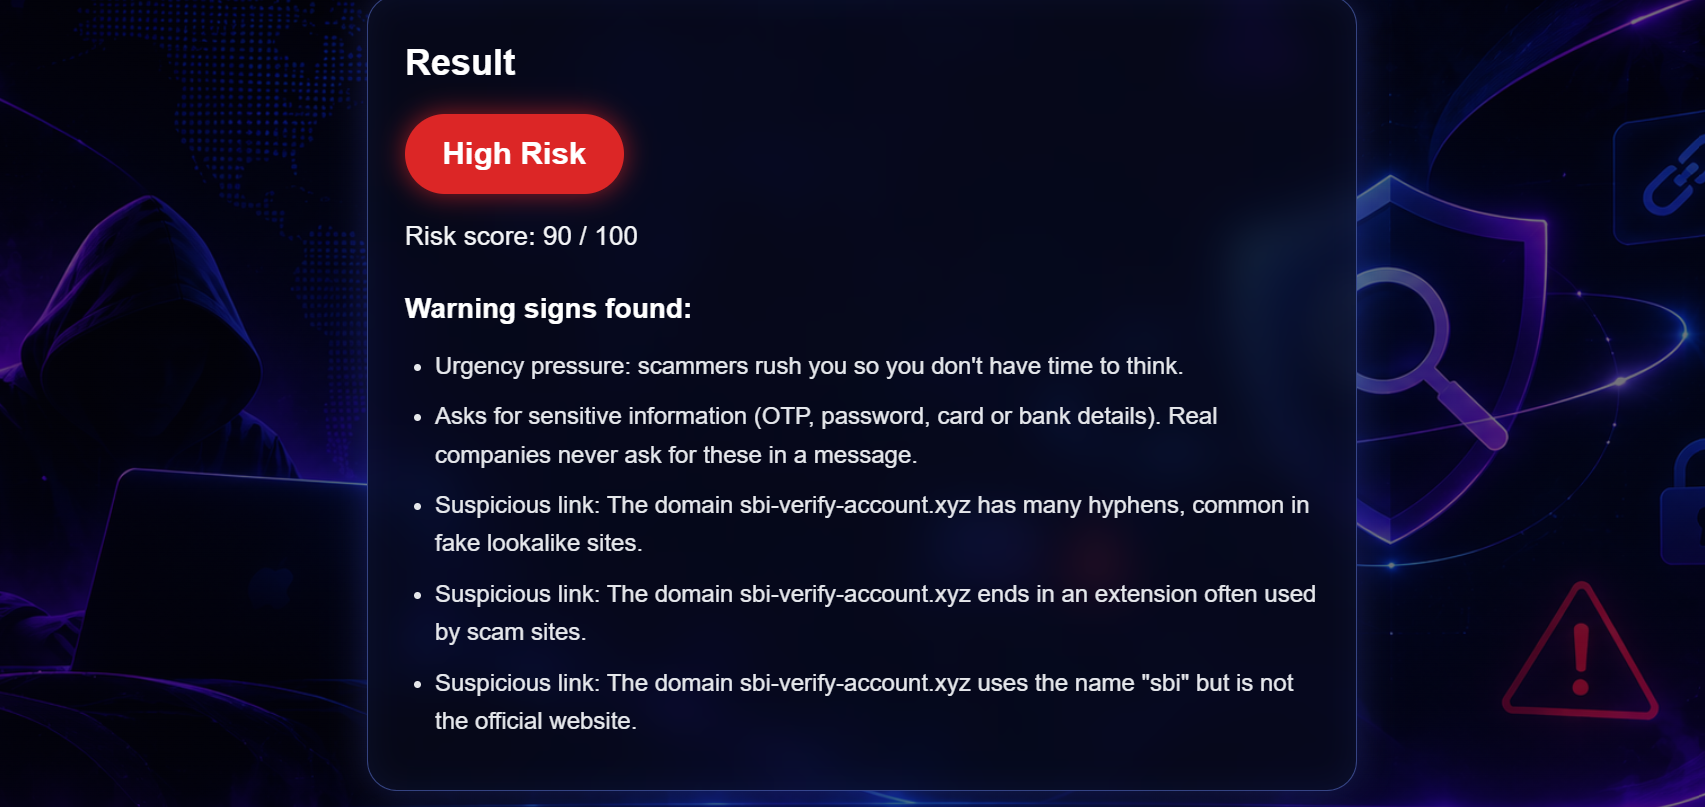 Result
High Risk
Risk score: 90 / 100
Warning signs found:
• Urgency pressure: scammers rush you so you don't have time to think.
• Asks for sensitive information (OTP, password, card or bank details). Real
companies never ask for these in a message.
• Suspicious link: The domain sbi-verify-account.xyz has many hyphens, common in
fake lookalike sites.
• Suspicious link: The domain sbi-verify-account.xyz ends in an extension often used
by scam sites.
• Suspicious link: The domain sbi-verify-account.xyz uses the name "sbi" but is not
the official website.